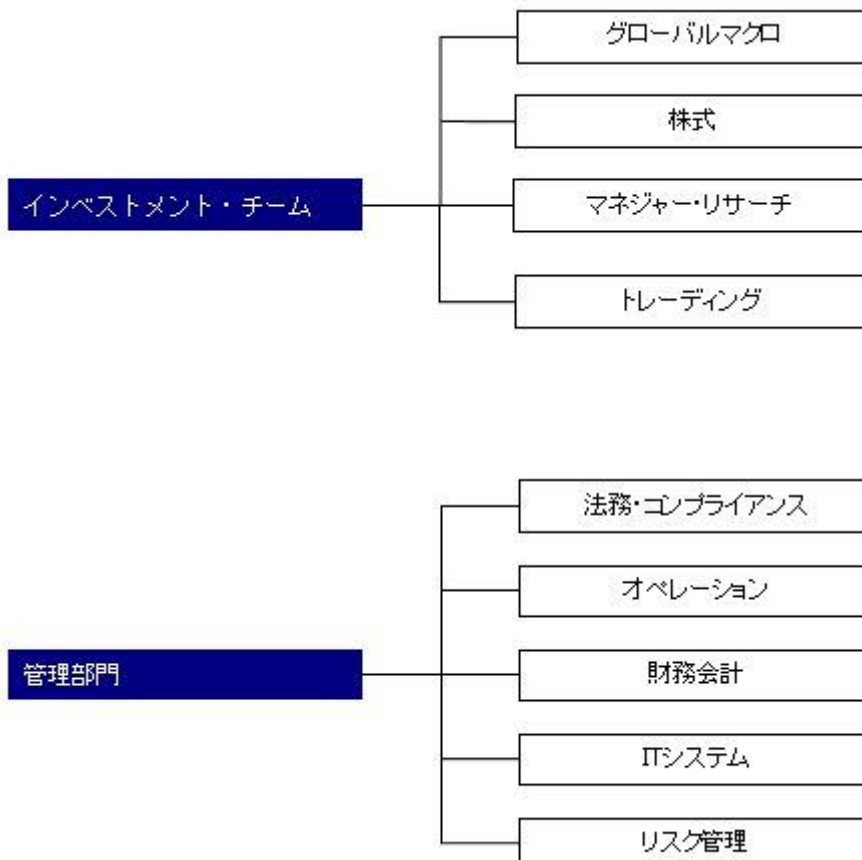 グローバルマクロ
株式
インベストメント・チーム
マネジャー・リサーチ
トレーディング
法務・コンプライアンス
オペレーション
管理部門
財務会計
ITシステム
リスク管理